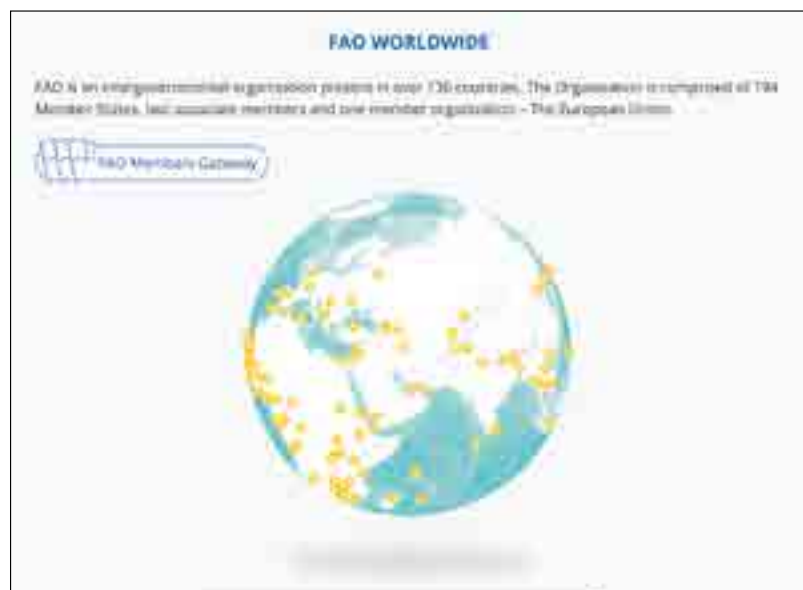 FAO WORLDWIDE
FAO is an intergovernmental organization present in over 130 countries. The Organization is comprised of 194
Member States, two associate members and one member organization – The European Union.
FAO Members Gateway